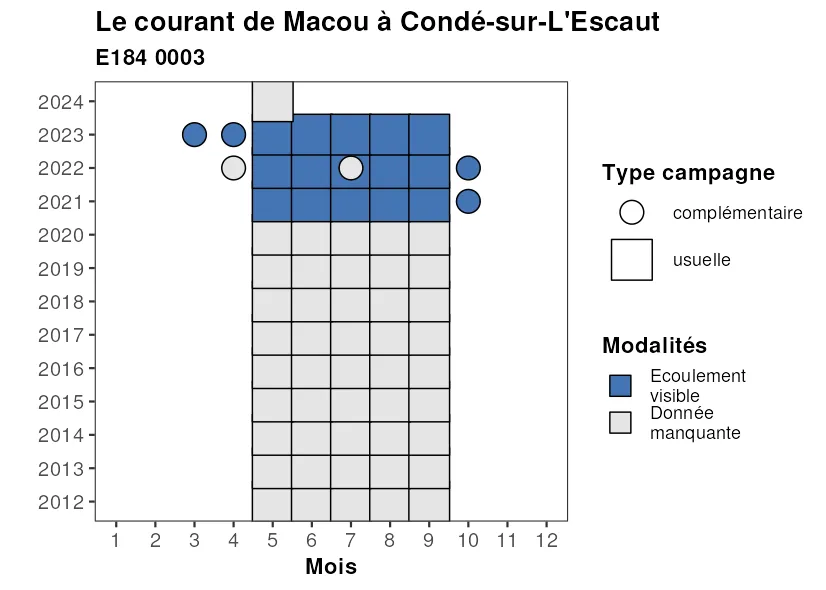 Le courant de Macou à Condé-sur-L'Escaut
E184 0003
2024
2023
2022
2021
2020
2019
2018
2017
2016
2015
2014
2013
2012
1 2 3 4 5 6 7 8 9 10 11 12
Mois
Type campagne
complémentaire
usuelle
Modalités
Ecoulement
visible
Donnée
manquante